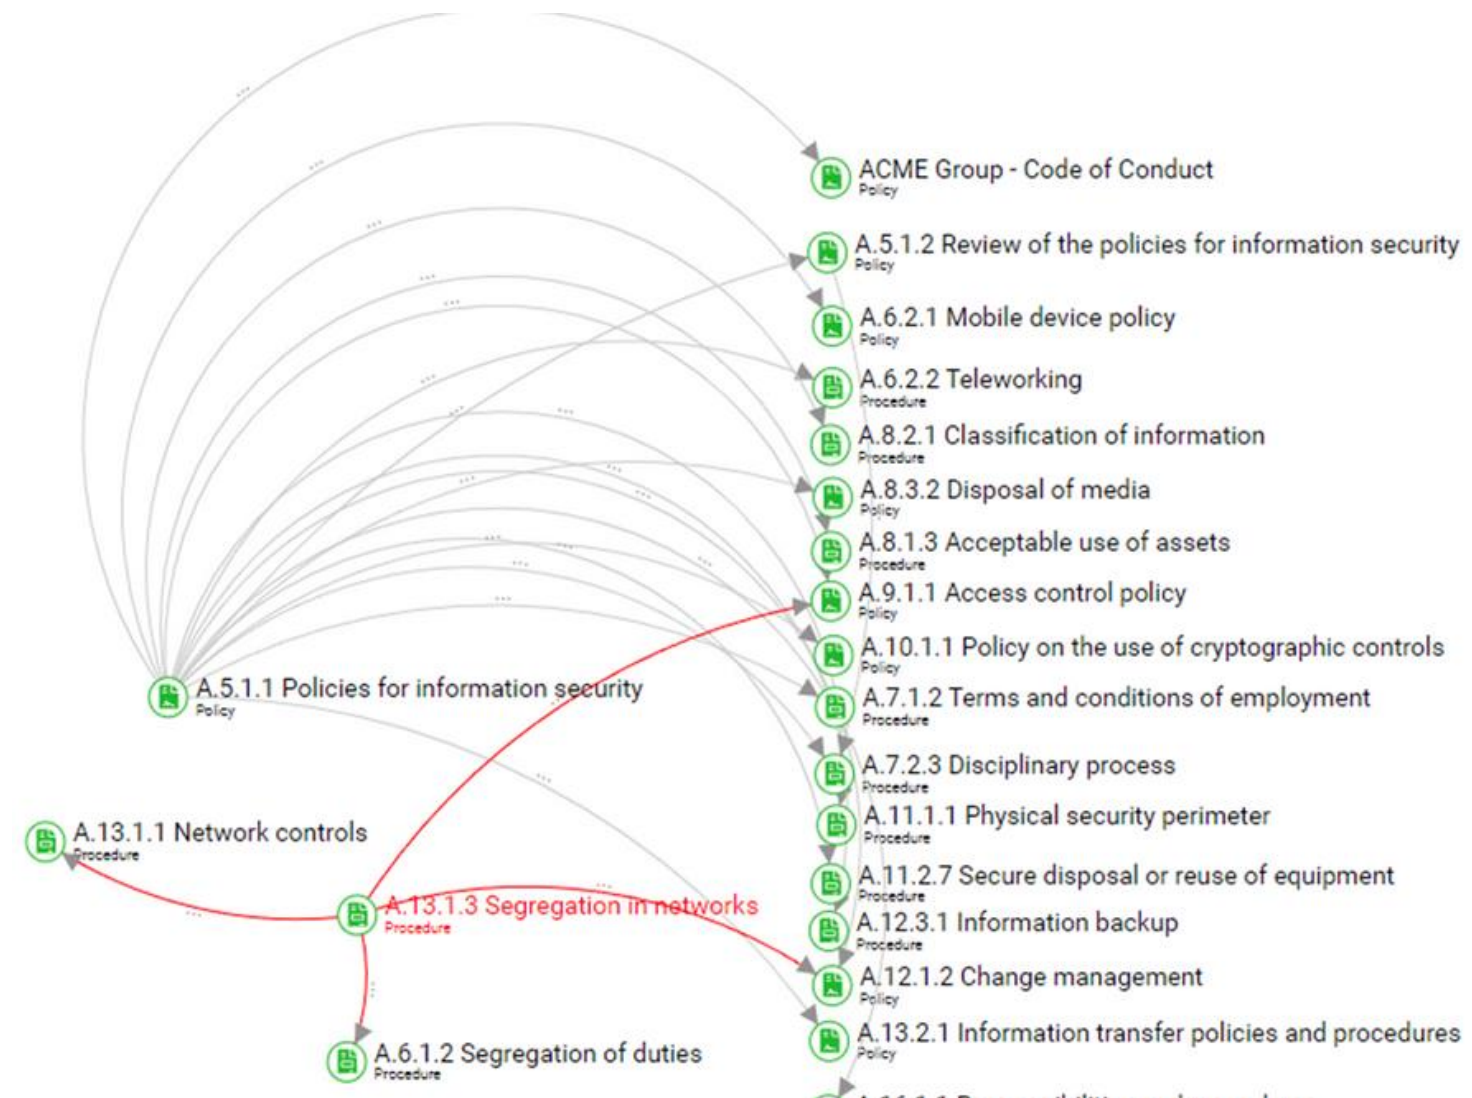 ACME Group - Code of Conduct
Policy
A.5.1.2 Review of the policies for information security
Policy
A.6.2.1 Mobile device policy
Policy
A.6.2.2 Teleworking
Procedure
A.8.2.1 Classification of information
Procedure
A.8.3.2 Disposal of media
Policy
A.8.1.3 Acceptable use of assets
Procedure
A.9.1.1 Access control policy
Policy
A.10.1.1 Policy on the use of cryptographic controls
Policy
A.5.1.1 Policies for information security
Policy
A.7.1.2 Terms and conditions of employment
Procedure
A.7.2.3 Disciplinary process
Procedure
A.11.1.1 Physical security perimeter
Procedure
A.13.1.1 Network controls
Procedure
A.11.2.7 Secure disposal or reuse of equipment
Procedure
A.13.1.3 Segregation in networks
Procedure
A.12.3.1 Information backup
Procedure
A.12.1.2 Change management
Policy
A.13.2.1 Information transfer policies and procedures
Policy
A.6.1.2 Segregation of duties
Procedure